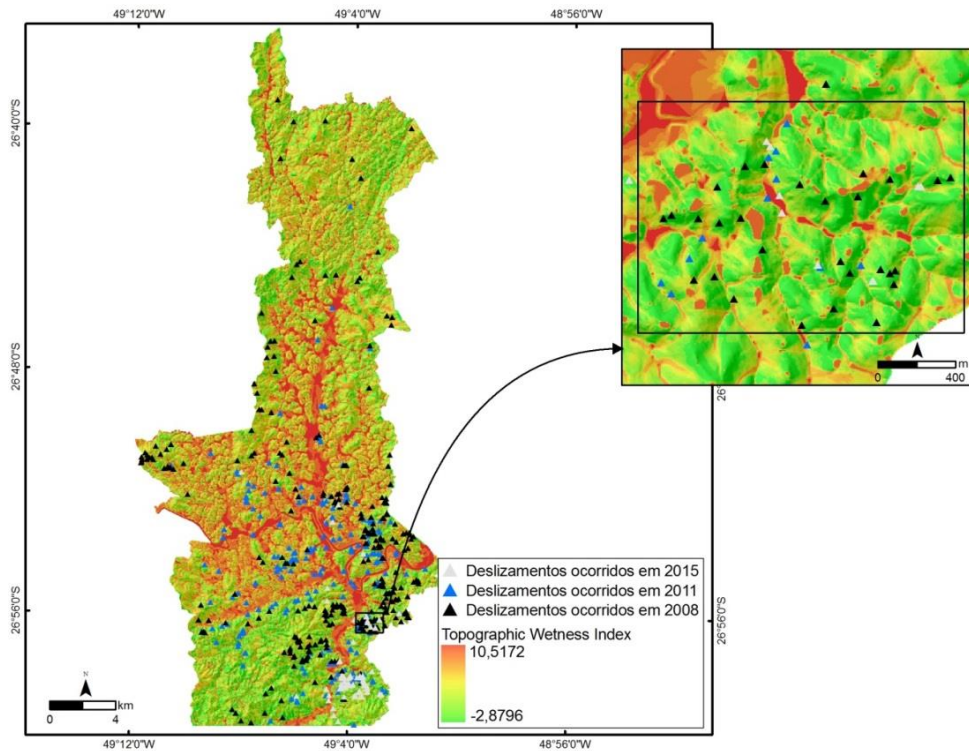 49°12'0"W 49°4'0"W 48°56'0"W
26°40'0"S
26°48'0"S
26°56'0"S
N
m
0 400
26°
26°56'0"S
Deslizamentos ocorridos em 2015
Deslizamentos ocorridos em 2011
Deslizamentos ocorridos em 2008
Topographic Wetness Index
10,5172
-2,8796
N
km
0 4
49°12'0"W 49°4'0"W 48°56'0"W